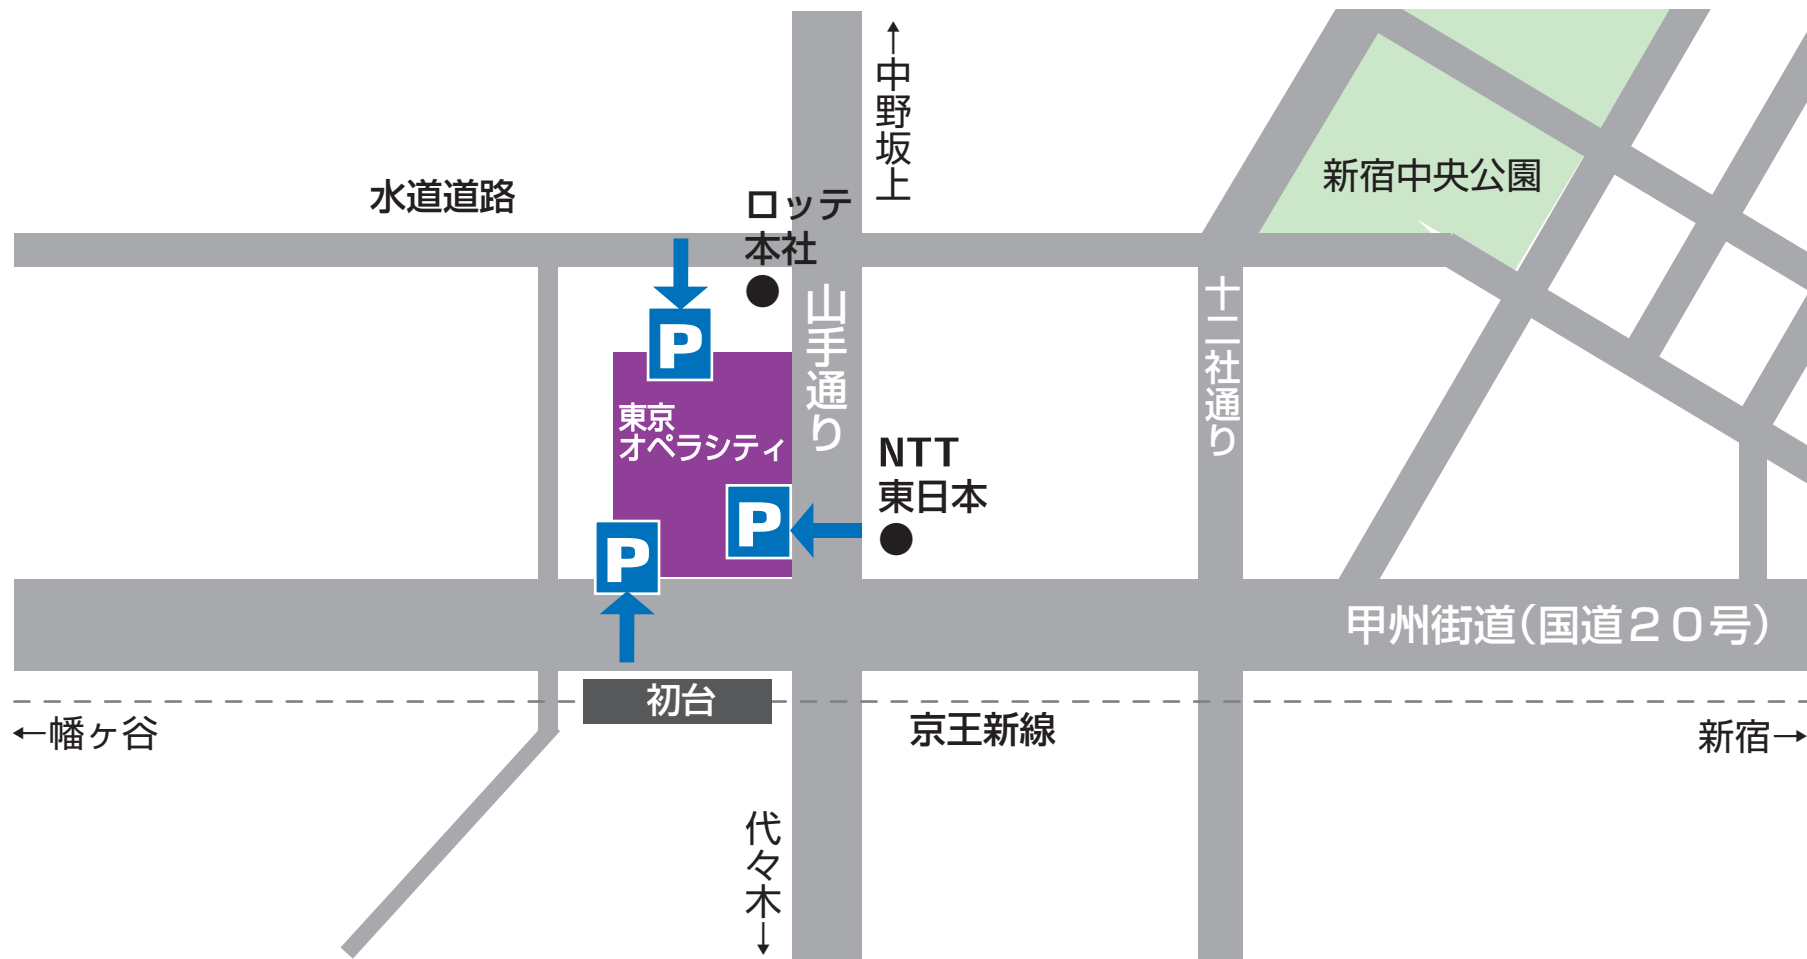 ←中野坂上
水道道路
ロッテ
本社
新宿中央公園
P
山手通り
十二社通り
東京
オペラシティ
NTT
東日本
P
P
甲州街道(国道20号)
初台
←幡ヶ谷
京王新線
新宿→
代々木→